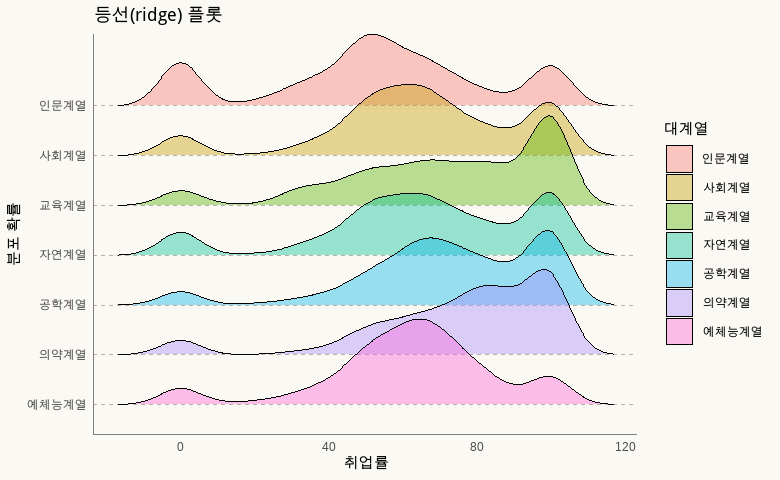 등선(ridge) 플롯
분포 확률
인문계열
사회계열
교육계열
자연계열
공학계열
의약계열
예체능계열
0 40 80 120
취업률
대계열
인문계열
사회계열
교육계열
자연계열
공학계열
의약계열
예체능계열